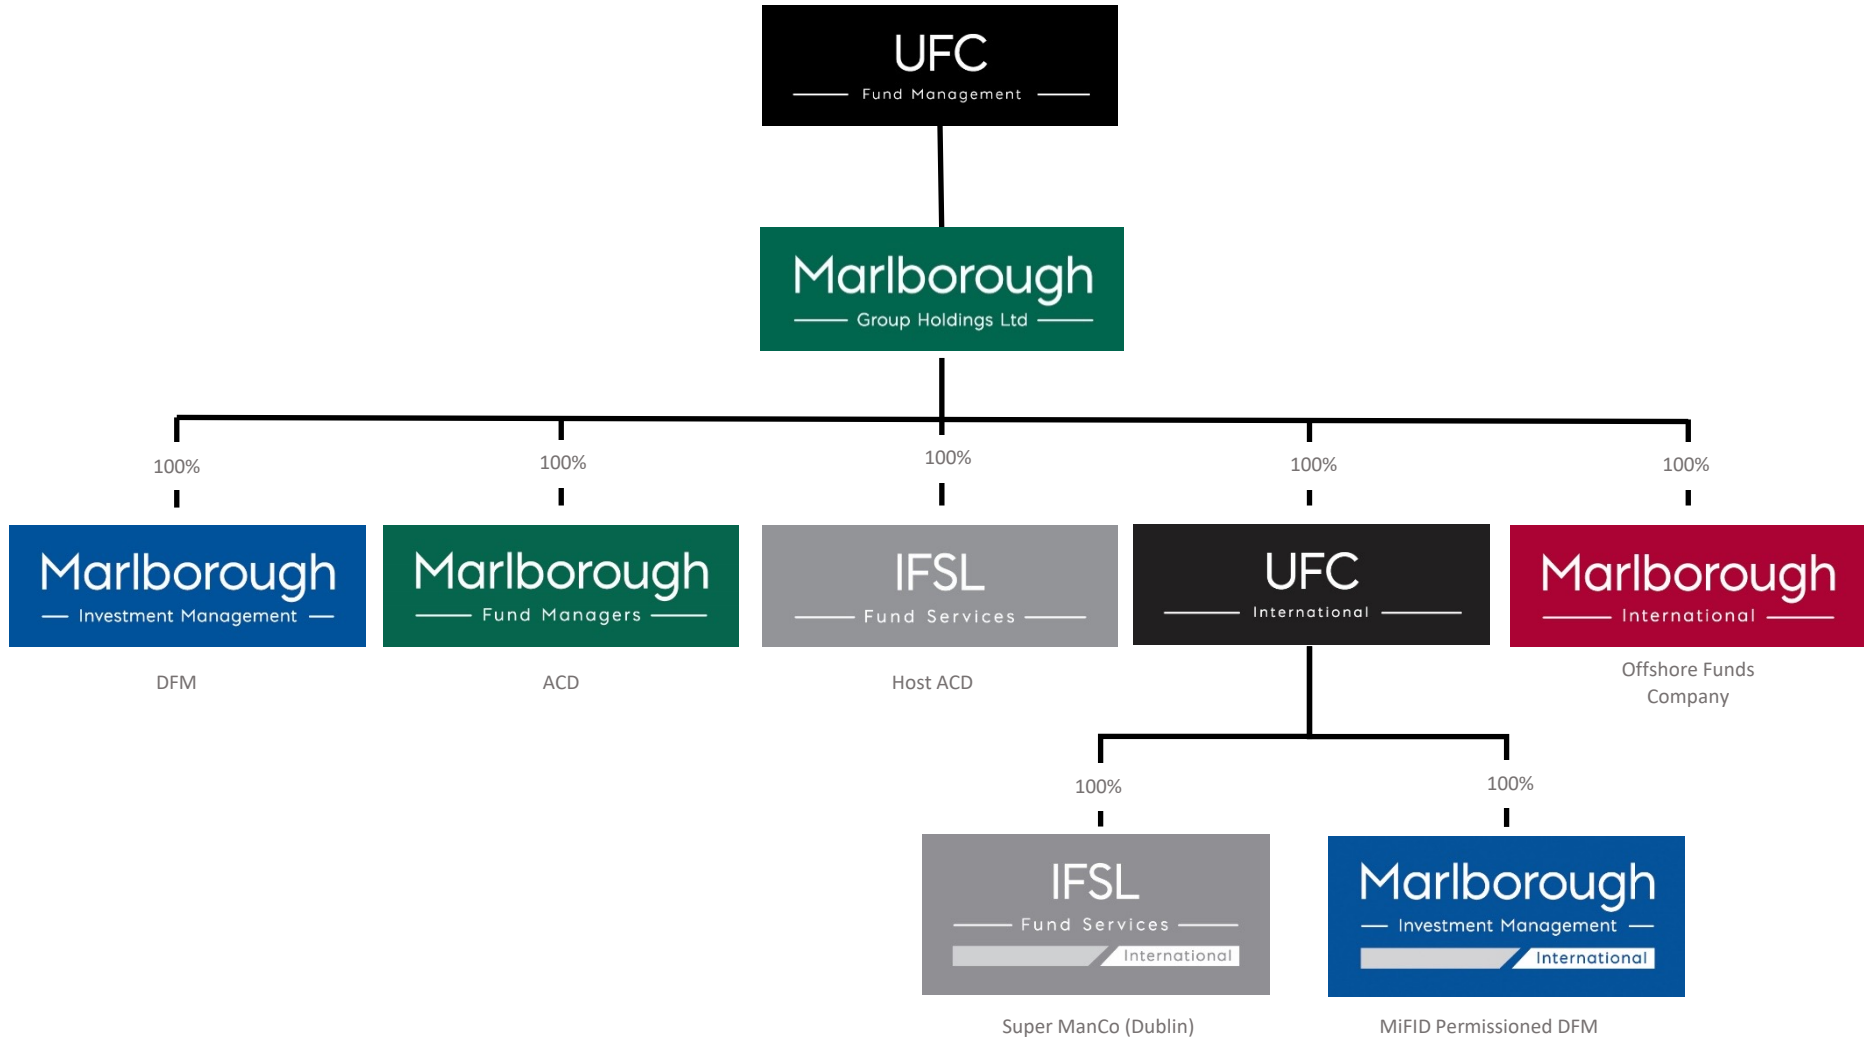 UFC
Fund Management
Marlborough
Group Holdings Ltd
100%
100%
100%
100%
100%
Marlborough
Investment Management
DFM
Marlborough
Fund Managers
ACD
IFSL
Fund Services
Host ACD
UFC
International
Marlborough
International
Offshore Funds
Company
100%
100%
IFSL
Fund Services
International
Super ManCo (Dublin)
Marlborough
Investment Management
International
MiFID Permissioned DFM